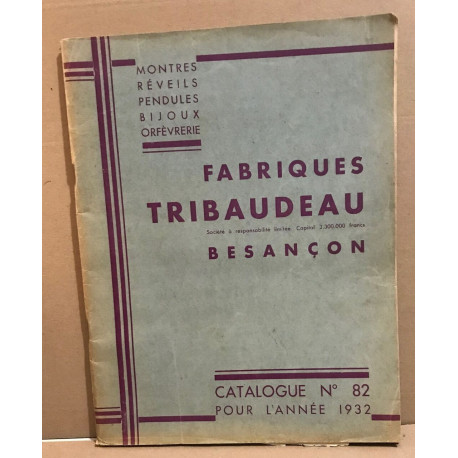 MONTRES
RÉVEILS
PENDULES
BIJOUX
ORFÈVRERIE
FABRIQUES
TRIBAUDEAU
Société à responsabilité limitée. Capital 2.300.000 francs
BESANÇON
CATALOGUE N° 82
POUR L'ANNÉE 1932